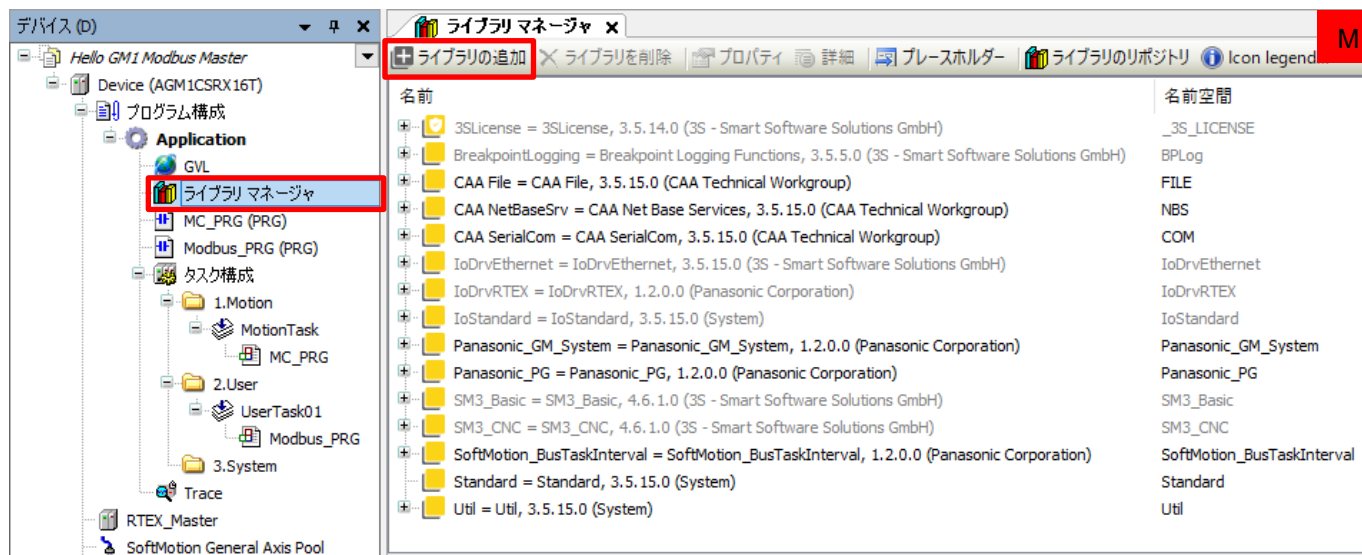 デバイス (D)
Hello GM1 Modbus Master
Device (AGM1CSRX16T)
プログラム構成
Application
GVL
ライブラリ マネージャ
MC_PRG (PRG)
Modbus_PRG (PRG)
タスク構成
1.Motion
MotionTask
MC_PRG
2.User
UserTask01
Modbus_PRG
3.System
Trace
RTEX_Master
SoftMotion General Axis Pool
ライブラリ マネージャ
M
ライブラリの追加 ライブラリを削除 プロパティ 詳細 プレースホルダー ライブラリのリポジトリ Icon legend...
名前 名前空間
3SLicense = 3SLicense, 3.5.14.0 (3S - Smart Software Solutions GmbH) _3S_LICENSE
BreakpointLogging = Breakpoint Logging Functions, 3.5.5.0 (3S - Smart Software Solutions GmbH) BPLog
CAA File = CAA File, 3.5.15.0 (CAA Technical Workgroup) FILE
CAA NetBaseSrv = CAA Net Base Services, 3.5.15.0 (CAA Technical Workgroup) NBS
CAA SerialCom = CAA SerialCom, 3.5.15.0 (CAA Technical Workgroup) COM
IoDrvEthernet = IoDrvEthernet, 3.5.15.0 (3S - Smart Software Solutions GmbH) IoDrvEthernet
IoDrvRTEX = IoDrvRTEX, 1.2.0.0 (Panasonic Corporation) IoDrvRTEX
IoStandard = IoStandard, 3.5.15.0 (System) IoStandard
Panasonic_GM_System = Panasonic_GM_System, 1.2.0.0 (Panasonic Corporation) Panasonic_GM_System
Panasonic_PG = Panasonic_PG, 1.2.0.0 (Panasonic Corporation) Panasonic_PG
SM3_Basic = SM3_Basic, 4.6.1.0 (3S - Smart Software Solutions GmbH) SM3_Basic
SM3_CNC = SM3_CNC, 4.6.1.0 (3S - Smart Software Solutions GmbH) SM3_CNC
SoftMotion_BusTaskInterval = SoftMotion_BusTaskInterval, 1.2.0.0 (Panasonic Corporation) SoftMotion_BusTaskInterval
Standard = Standard, 3.5.15.0 (System) Standard
Util = Util, 3.5.15.0 (System) Util